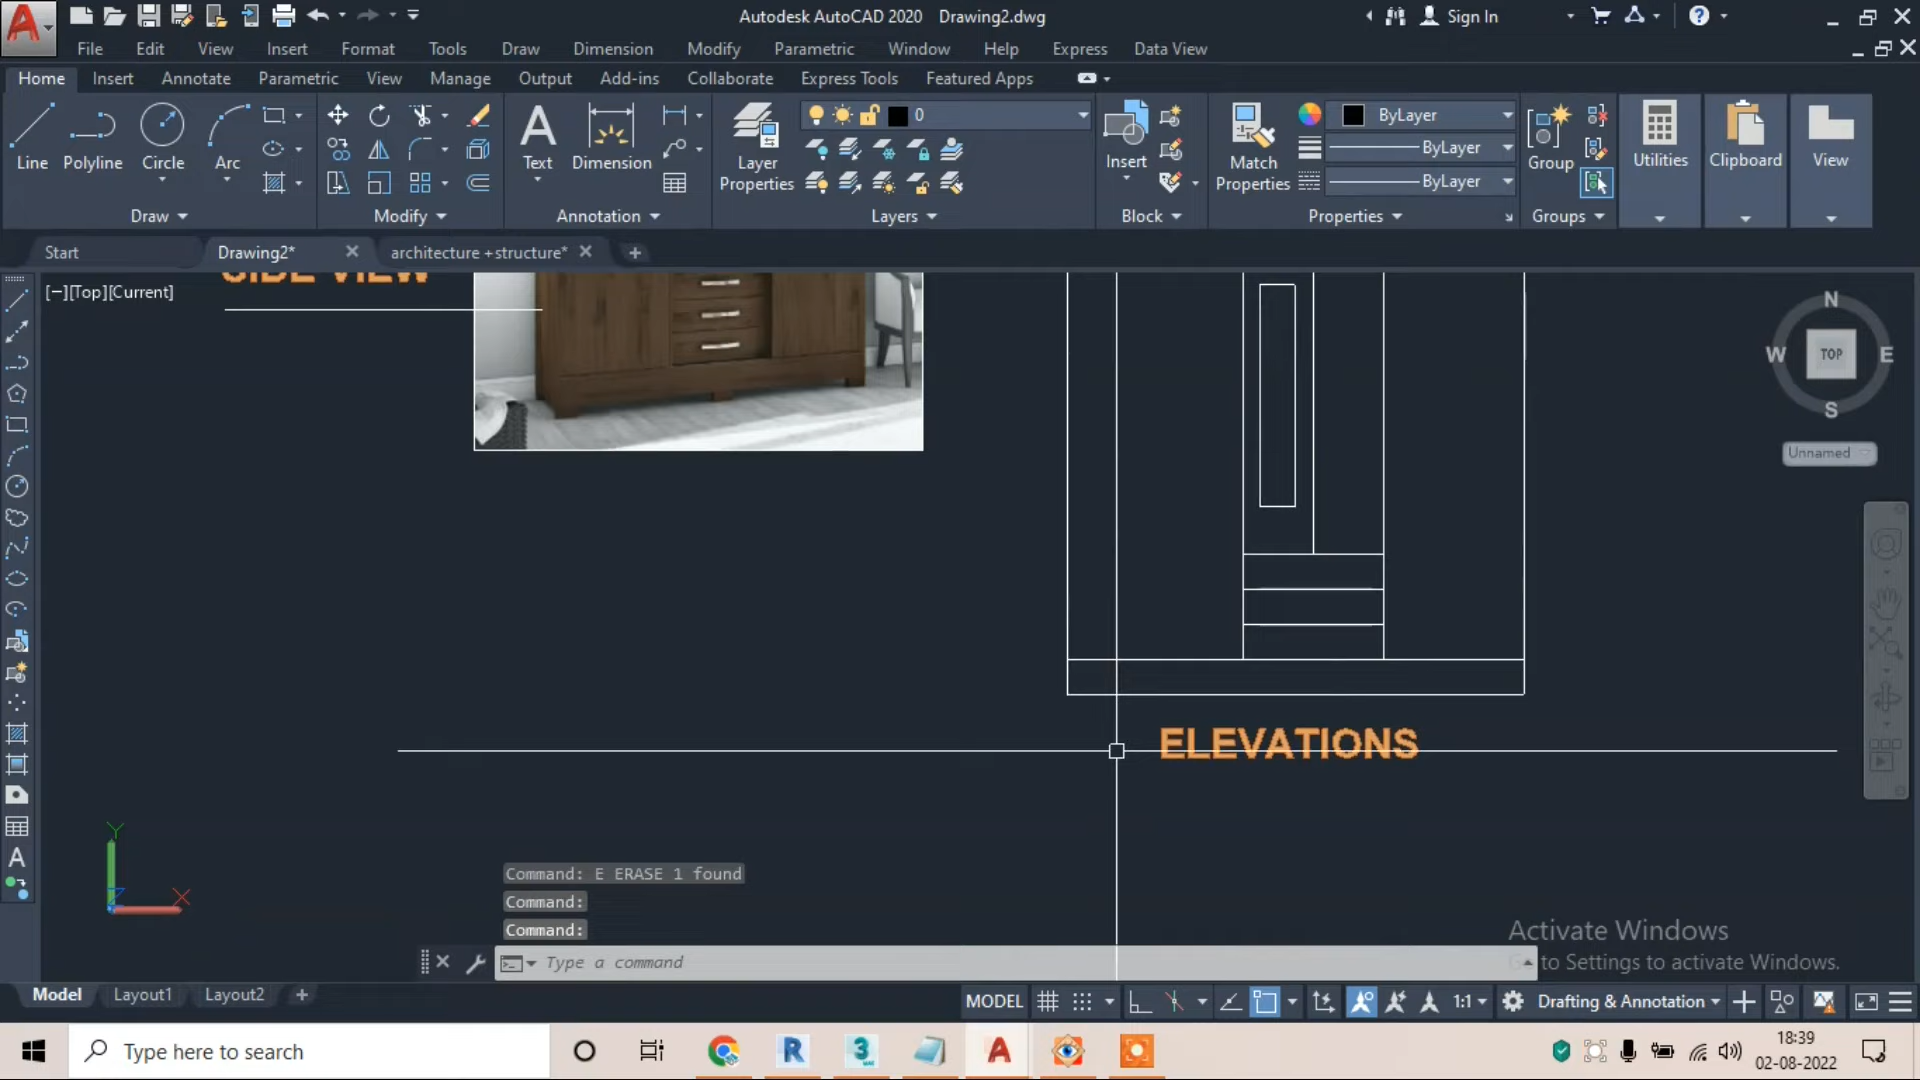 Autodesk AutoCAD 2020 Drawing2.dwg
Sign In
File Edit View Insert Format Tools Draw Dimension Modify Parametric Window Help Express Data View
Home Insert Annotate Parametric View Manage Output Add-ins Collaborate Express Tools Featured Apps
0
ByLayer
ByLayer
ByLayer
Line Polyline Circle Arc
Text Dimension
Layer Properties
Insert
Match Properties
Group
Utilities Clipboard View
Draw Modify Annotation Layers Block Properties Groups
Start Drawing2* architecture +structure*
SIDE VIEW
[−][Top][Current]
N
W TOP E
S
Unnamed
ELEVATIONS
Y
X
Command: E ERASE 1 found
Command:
Command:
Type a command
Activate Windows
to Settings to activate Windows.
Model Layout1 Layout2
MODEL 1:1 Drafting & Annotation
Type here to search
18:39
02-08-2022